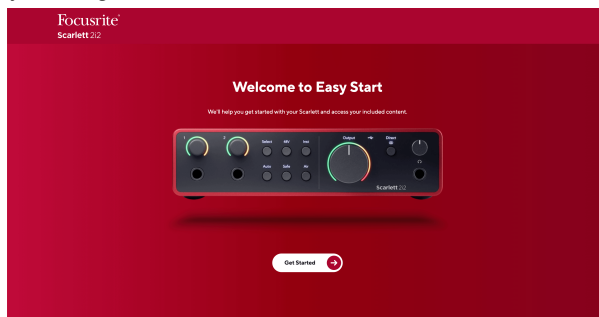 Focusrite®
Scarlett 2i2
Welcome to Easy Start
We'll help you get started with your Scarlett and access your included content.
1 2 Select 48V Inst Output Direct
Auto Safe Air
Scarlett 2i2
Get Started